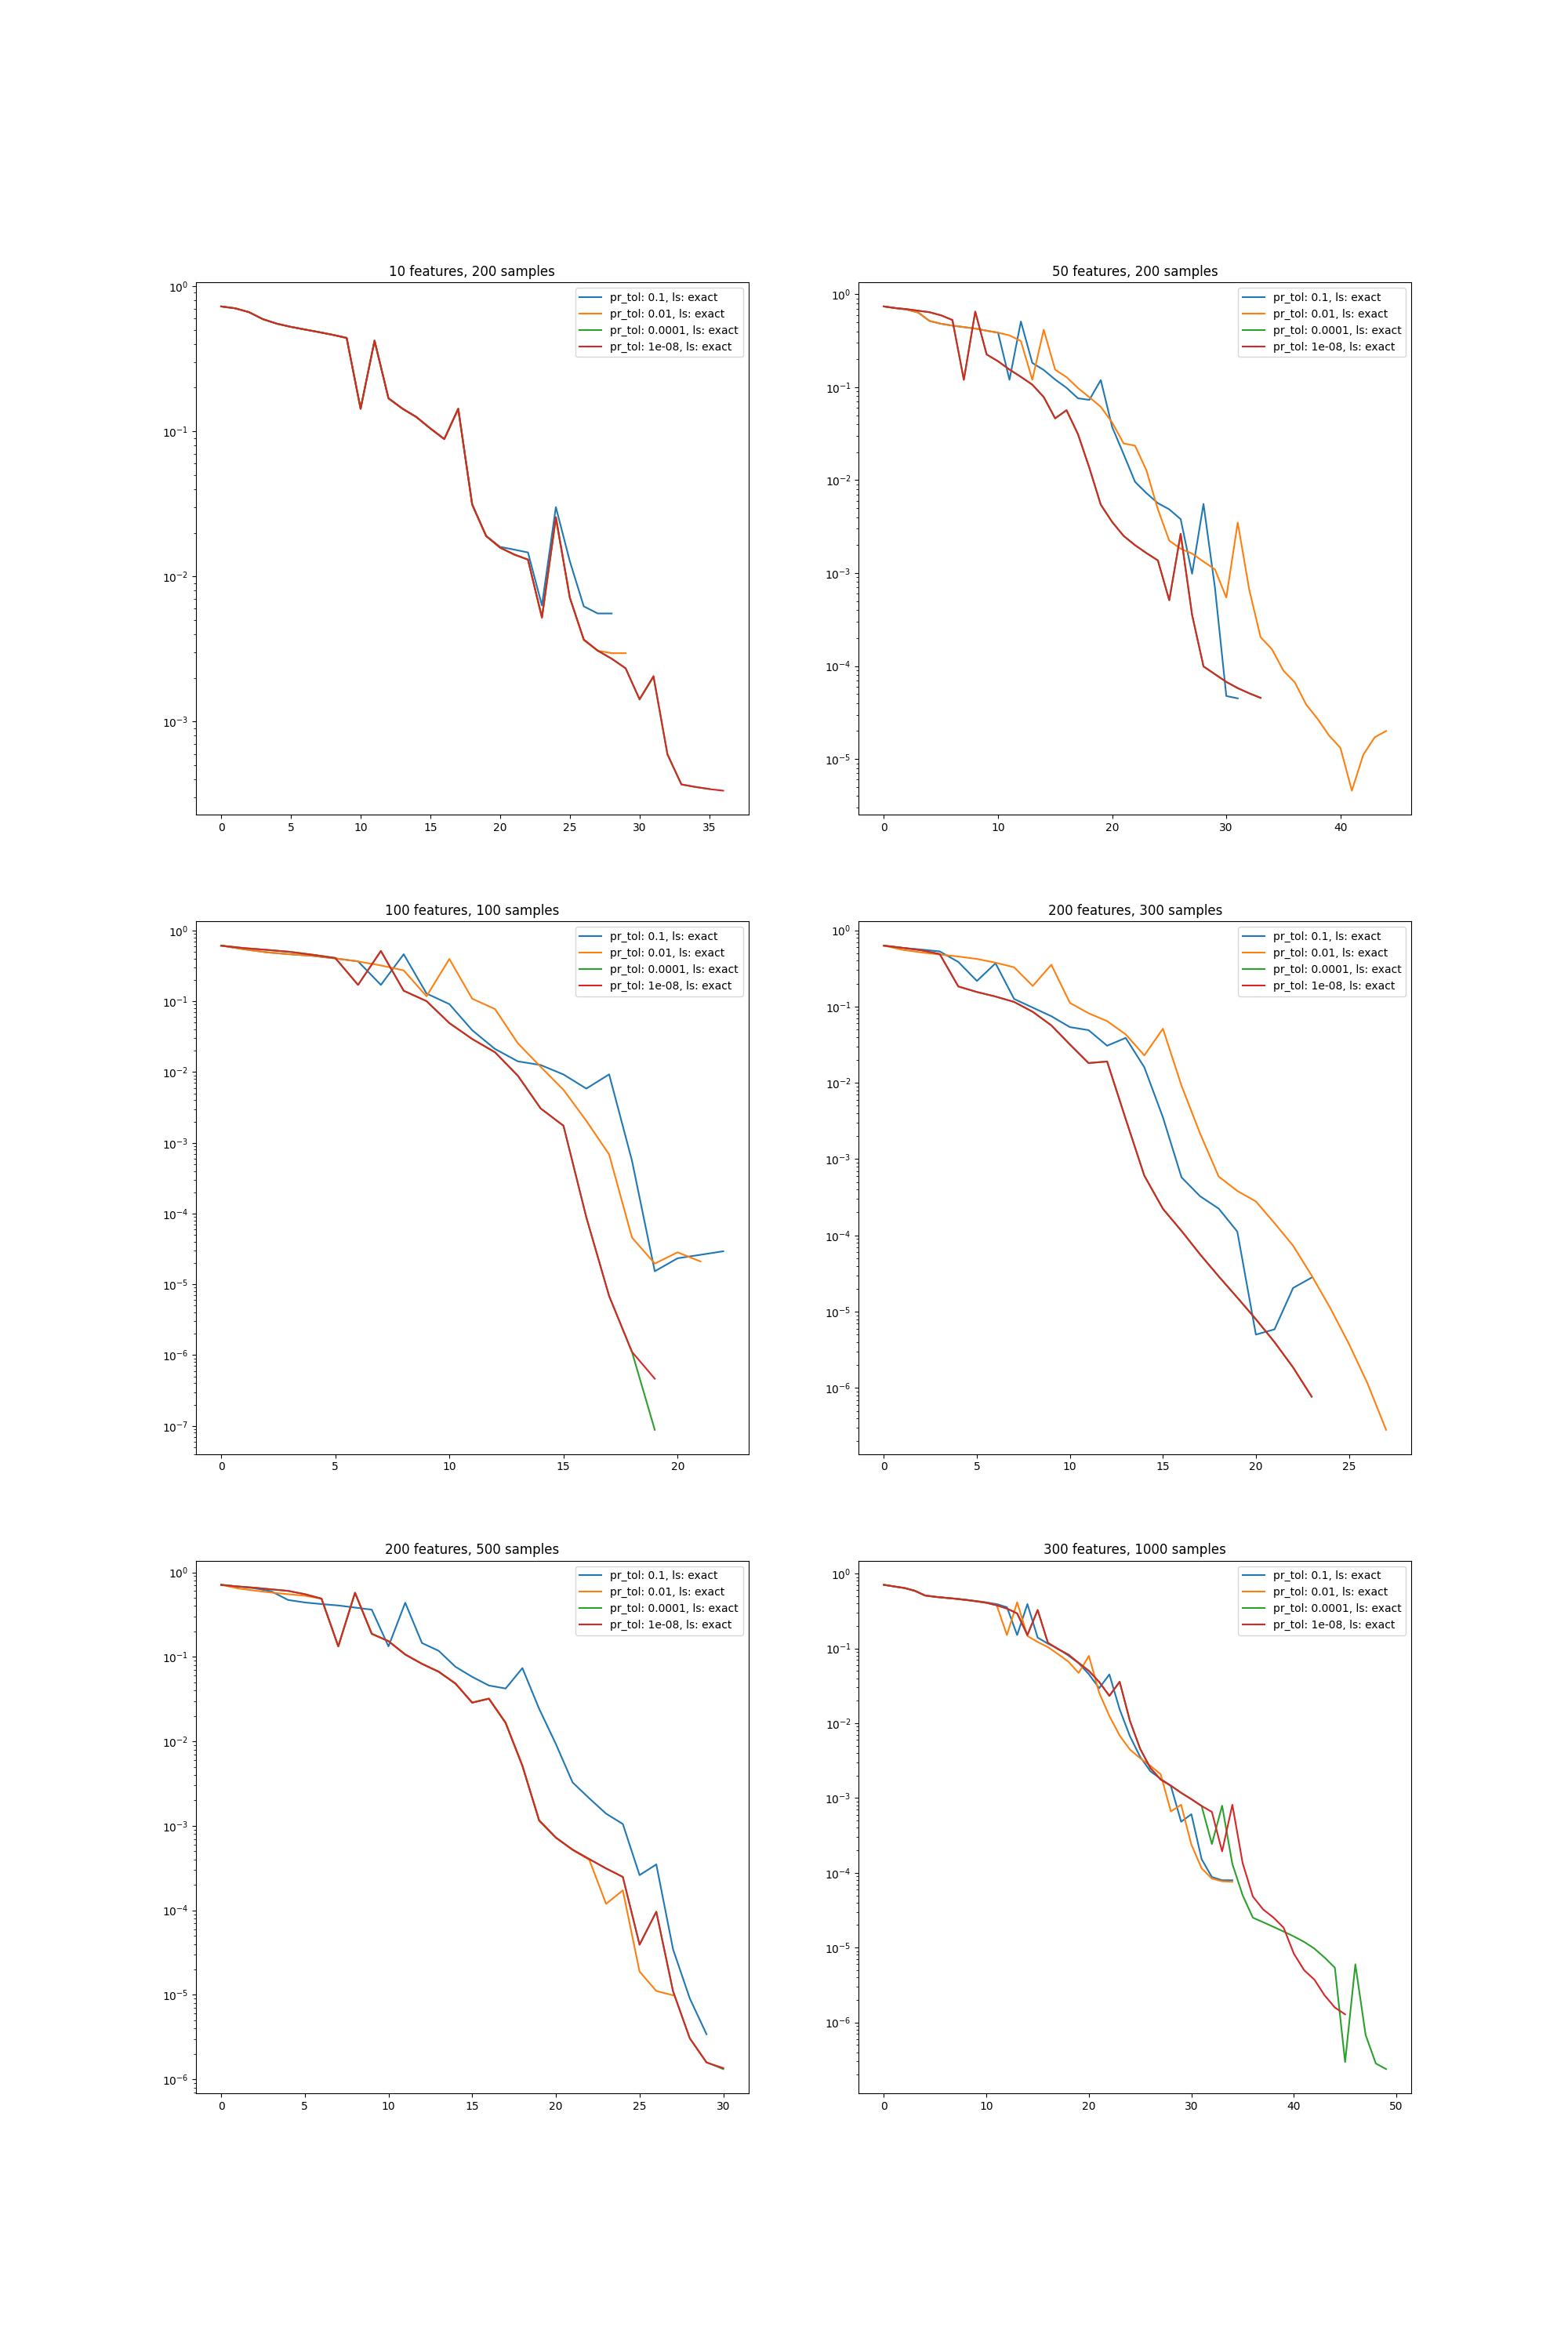 10 features, 200 samples
10⁰
10⁻¹
10⁻²
10⁻³
0 5 10 15 20 25 30 35
pr_tol: 0.1, ls: exact
pr_tol: 0.01, ls: exact
pr_tol: 0.0001, ls: exact
pr_tol: 1e-08, ls: exact
50 features, 200 samples
10⁰
10⁻¹
10⁻²
10⁻³
10⁻⁴
10⁻⁵
0 10 20 30 40
pr_tol: 0.1, ls: exact
pr_tol: 0.01, ls: exact
pr_tol: 0.0001, ls: exact
pr_tol: 1e-08, ls: exact
100 features, 100 samples
10⁰
10⁻¹
10⁻²
10⁻³
10⁻⁴
10⁻⁵
10⁻⁶
10⁻⁷
0 5 10 15 20
pr_tol: 0.1, ls: exact
pr_tol: 0.01, ls: exact
pr_tol: 0.0001, ls: exact
pr_tol: 1e-08, ls: exact
200 features, 300 samples
10⁰
10⁻¹
10⁻²
10⁻³
10⁻⁴
10⁻⁵
10⁻⁶
0 5 10 15 20 25
pr_tol: 0.1, ls: exact
pr_tol: 0.01, ls: exact
pr_tol: 0.0001, ls: exact
pr_tol: 1e-08, ls: exact
200 features, 500 samples
10⁰
10⁻¹
10⁻²
10⁻³
10⁻⁴
10⁻⁵
10⁻⁶
0 5 10 15 20 25 30
pr_tol: 0.1, ls: exact
pr_tol: 0.01, ls: exact
pr_tol: 0.0001, ls: exact
pr_tol: 1e-08, ls: exact
300 features, 1000 samples
10⁰
10⁻¹
10⁻²
10⁻³
10⁻⁴
10⁻⁵
10⁻⁶
0 10 20 30 40 50
pr_tol: 0.1, ls: exact
pr_tol: 0.01, ls: exact
pr_tol: 0.0001, ls: exact
pr_tol: 1e-08, ls: exact